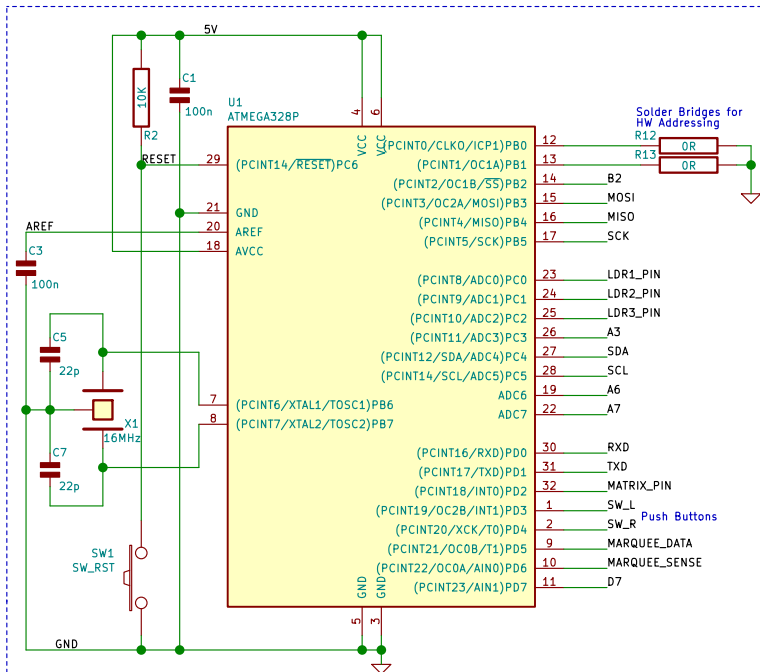 5V
C1
100n
10K
R2
U1
ATMEGA328P
4
VCC
6
VCC
Solder Bridges for
HW Addressing
RESET
29
(PCINT14/RESET)PC6
21
GND
AREF
20
AREF
18
AVCC
C3
100n
C5
22p
X1
16MHz
C7
22p
7
(PCINT6/XTAL1/TOSC1)PB6
8
(PCINT7/XTAL2/TOSC2)PB7
SW1
SW_RST
GND
GND
5
GND
3
(PCINT0/CLKO/ICP1)PB0
12
R12
0R
(PCINT1/OC1A)PB1
13
R13
0R
(PCINT2/OC1B/SS)PB2
14
B2
(PCINT3/OC2A/MOSI)PB3
15
MOSI
(PCINT4/MISO)PB4
16
MISO
(PCINT5/SCK)PB5
17
SCK
(PCINT8/ADC0)PC0
23
LDR1_PIN
(PCINT9/ADC1)PC1
24
LDR2_PIN
(PCINT10/ADC2)PC2
25
LDR3_PIN
(PCINT11/ADC3)PC3
26
A3
(PCINT12/SDA/ADC4)PC4
27
SDA
(PCINT14/SCL/ADC5)PC5
28
SCL
ADC6
19
A6
ADC7
22
A7
(PCINT16/RXD)PD0
30
RXD
(PCINT17/TXD)PD1
31
TXD
(PCINT18/INT0)PD2
32
MATRIX_PIN
(PCINT19/OC2B/INT1)PD3
1
SW_L
Push Buttons
(PCINT20/XCK/T0)PD4
2
SW_R
(PCINT21/OC0B/T1)PD5
9
MARQUEE_DATA
(PCINT22/OC0A/AIN0)PD6
10
MARQUEE_SENSE
(PCINT23/AIN1)PD7
11
D7